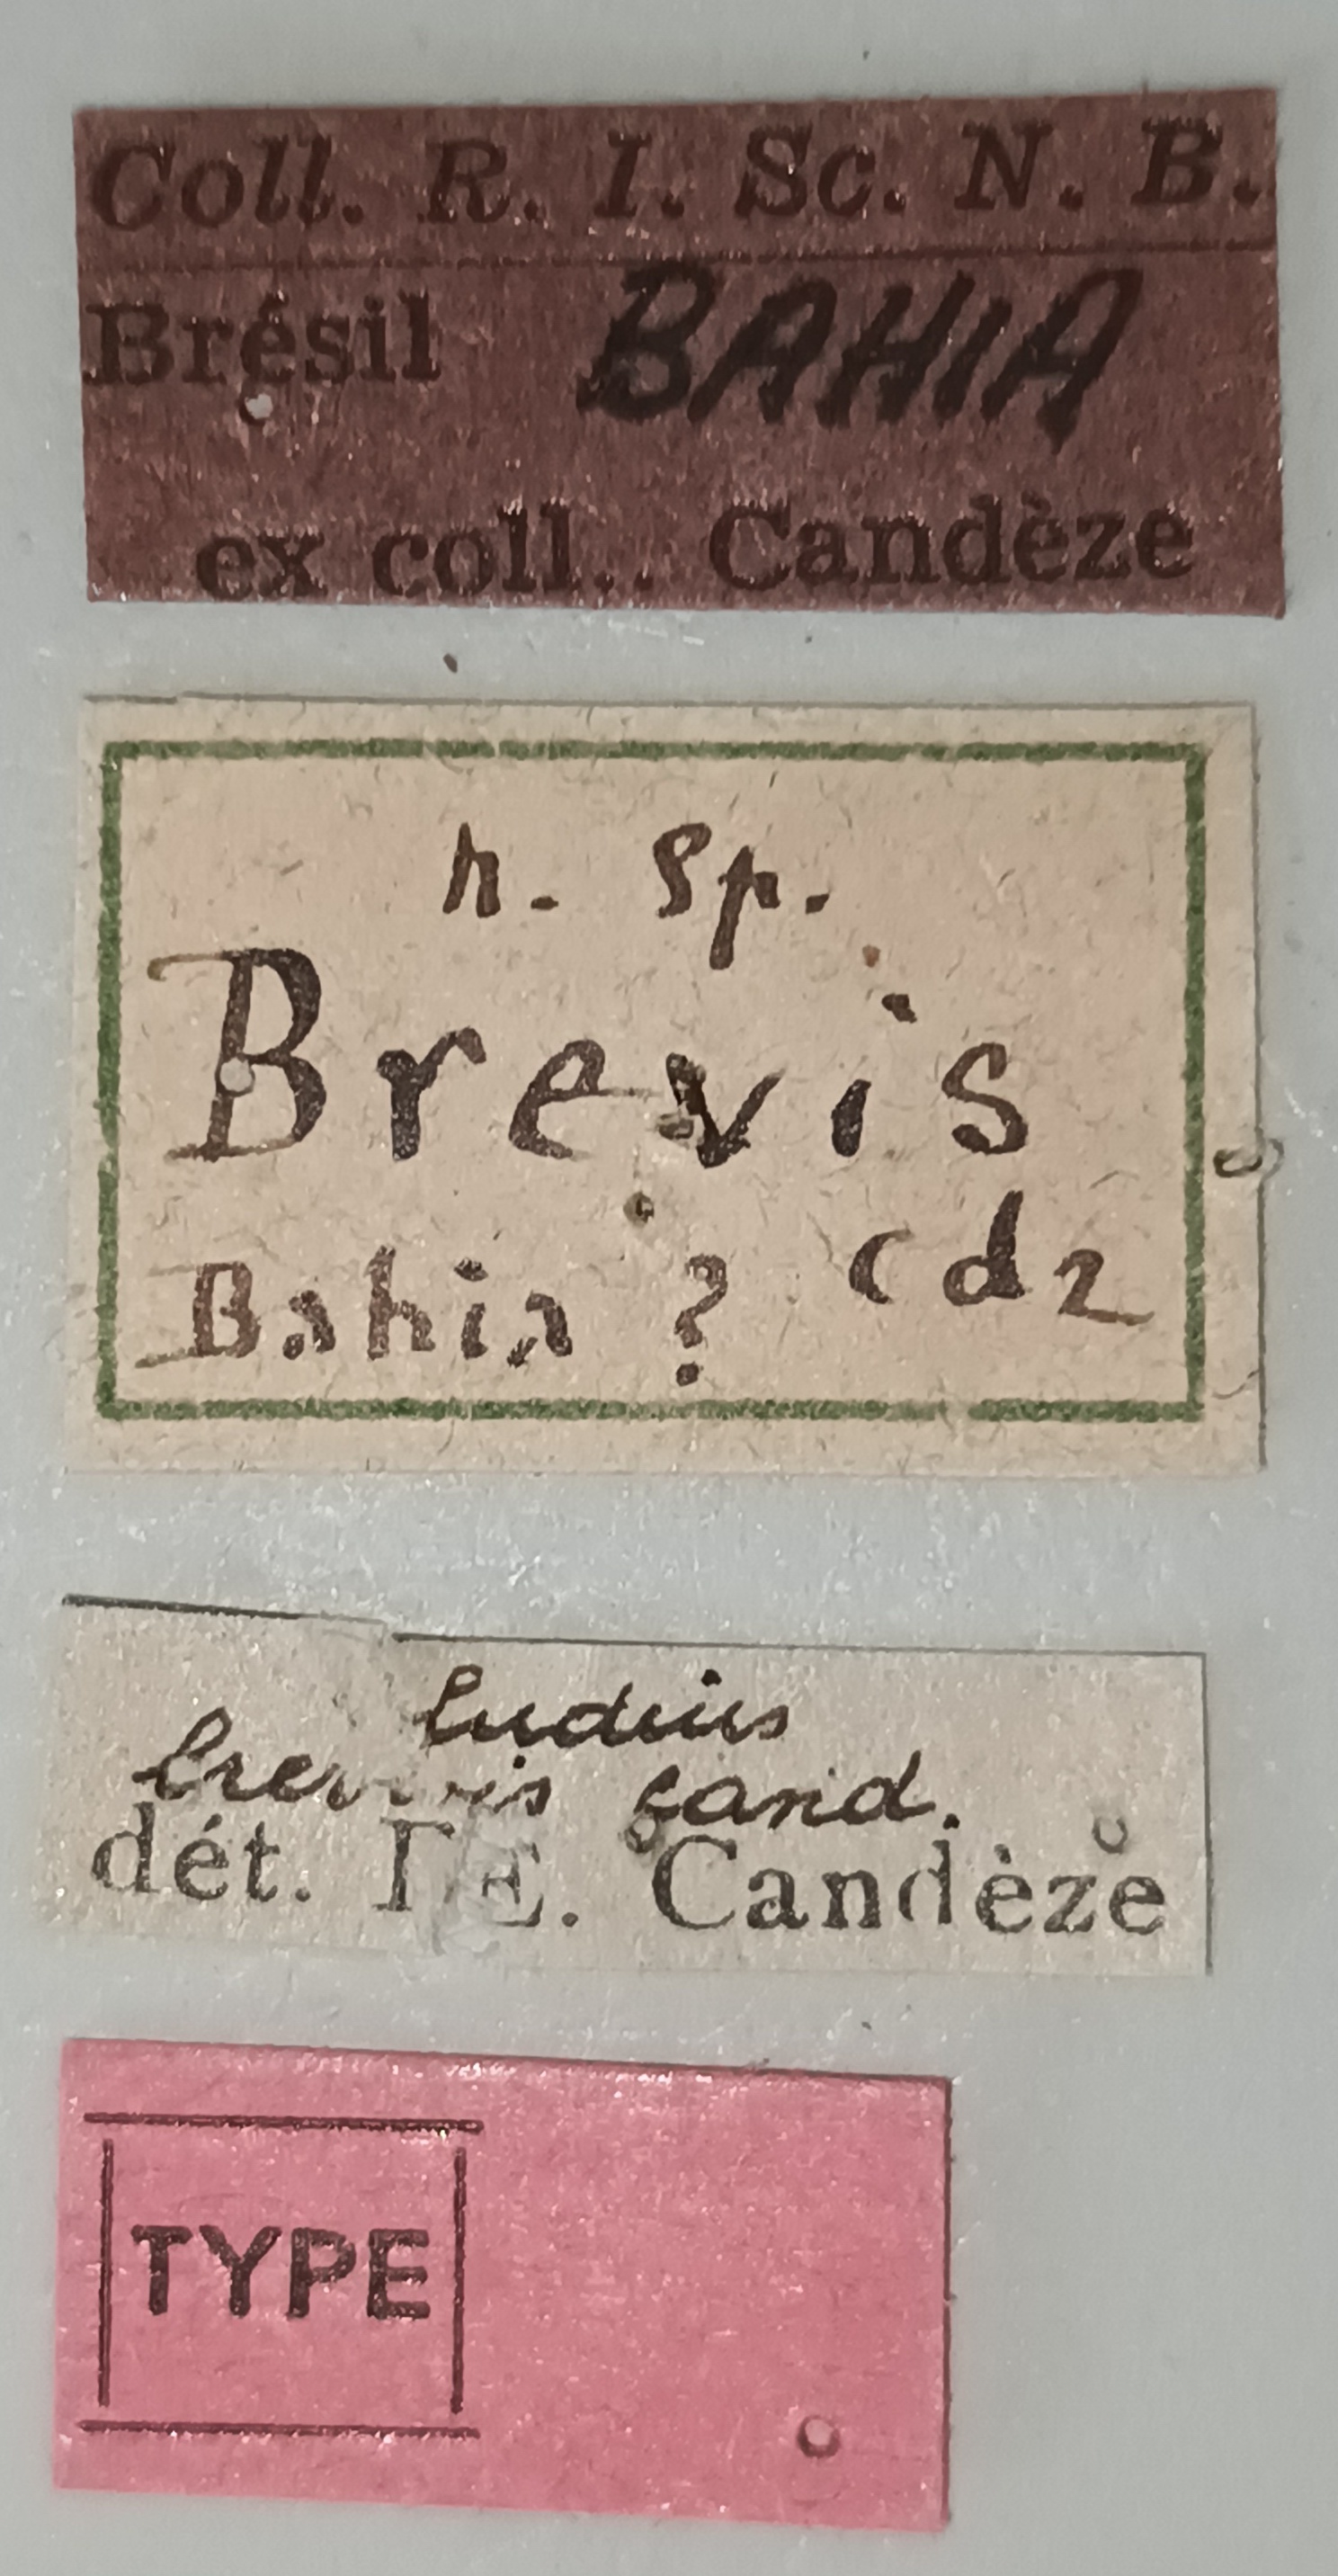 Coll. R. I. Sc. N. B.
Brésil BAHIA
ex coll.. Candèze
n. sp.
Brevis
Bahia ? Cdz
Ludius
brevis Cand.
dét. E. Candèze
TYPE